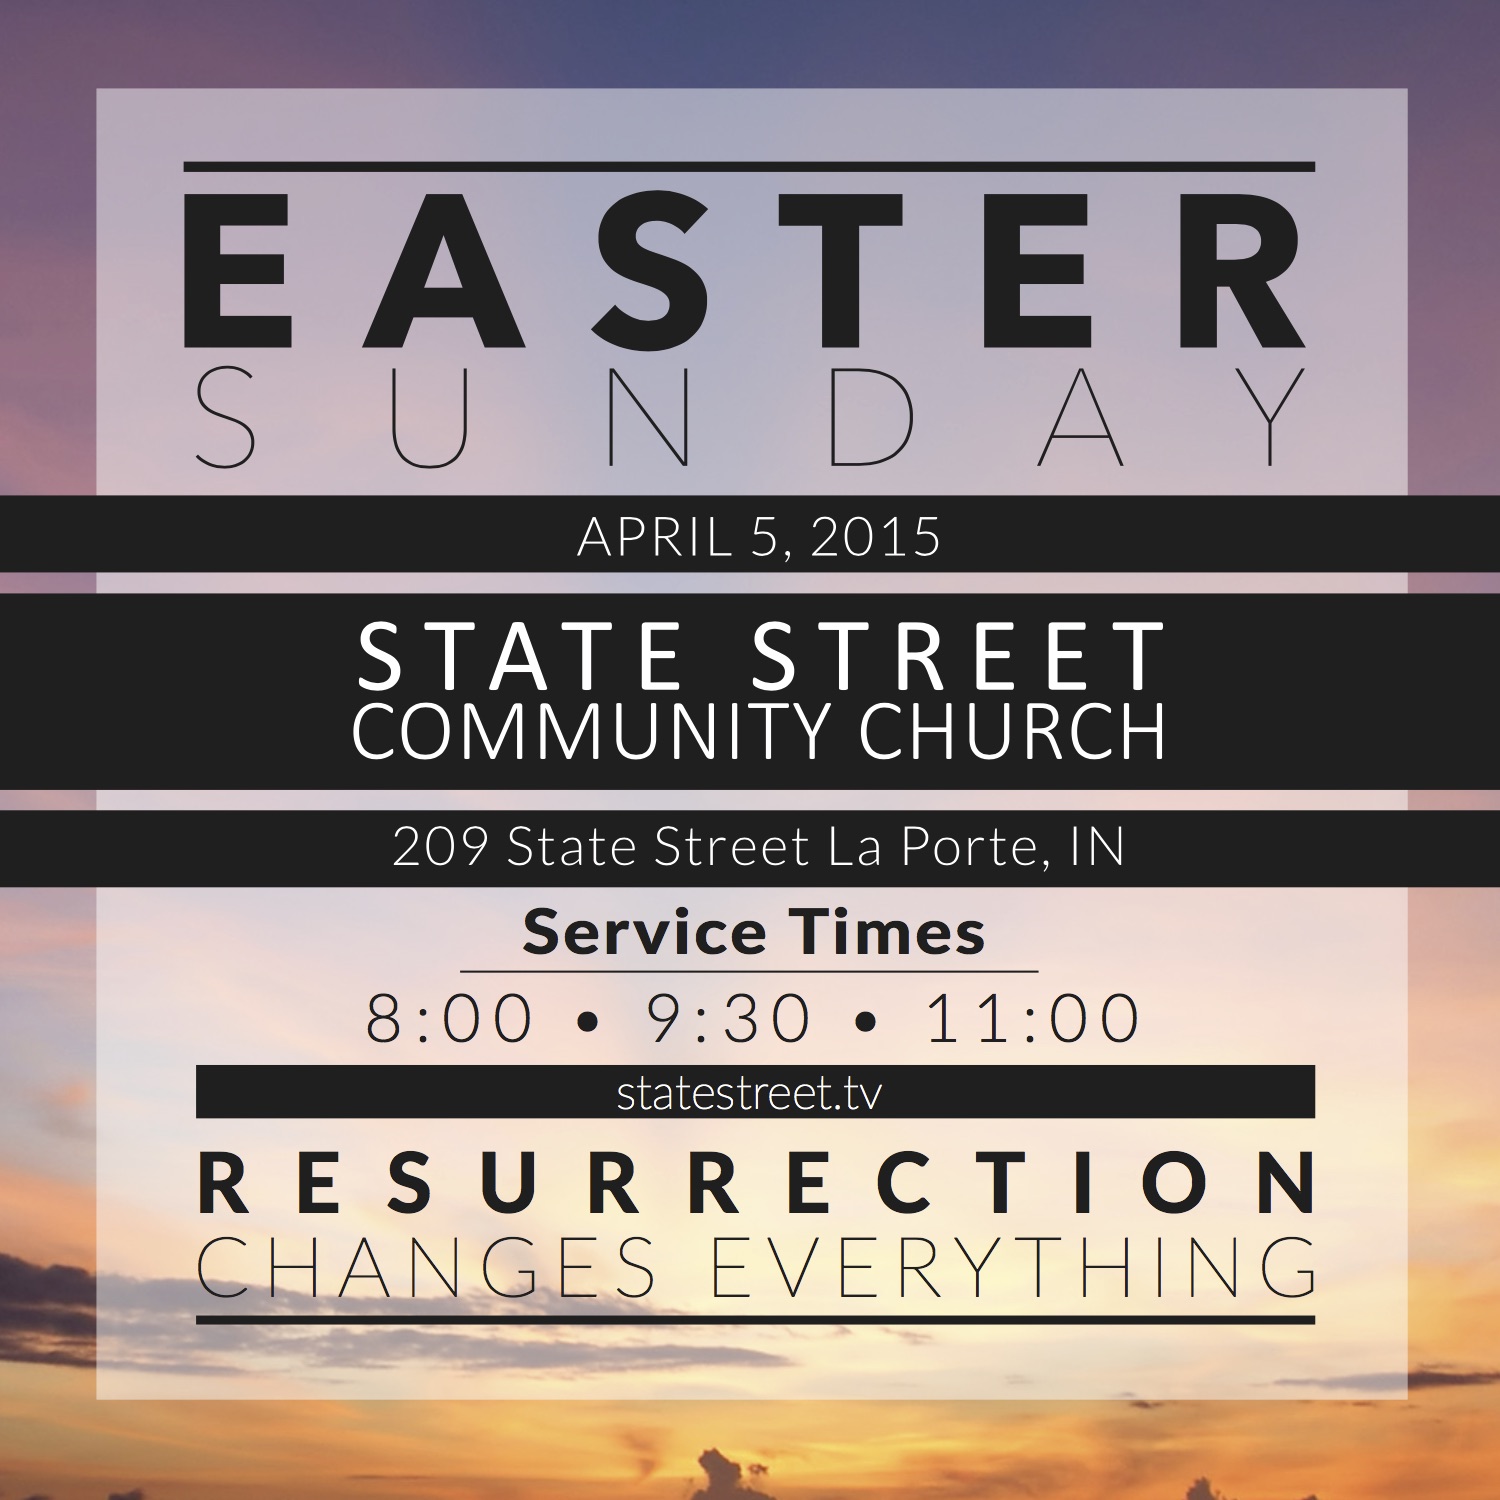 EASTER
SUNDAY
APRIL 5, 2015
STATE STREET
COMMUNITY CHURCH
209 State Street La Porte, IN
Service Times
8:00 • 9:30 • 11:00
statestreet.tv
RESURRECTION
CHANGES EVERYTHING